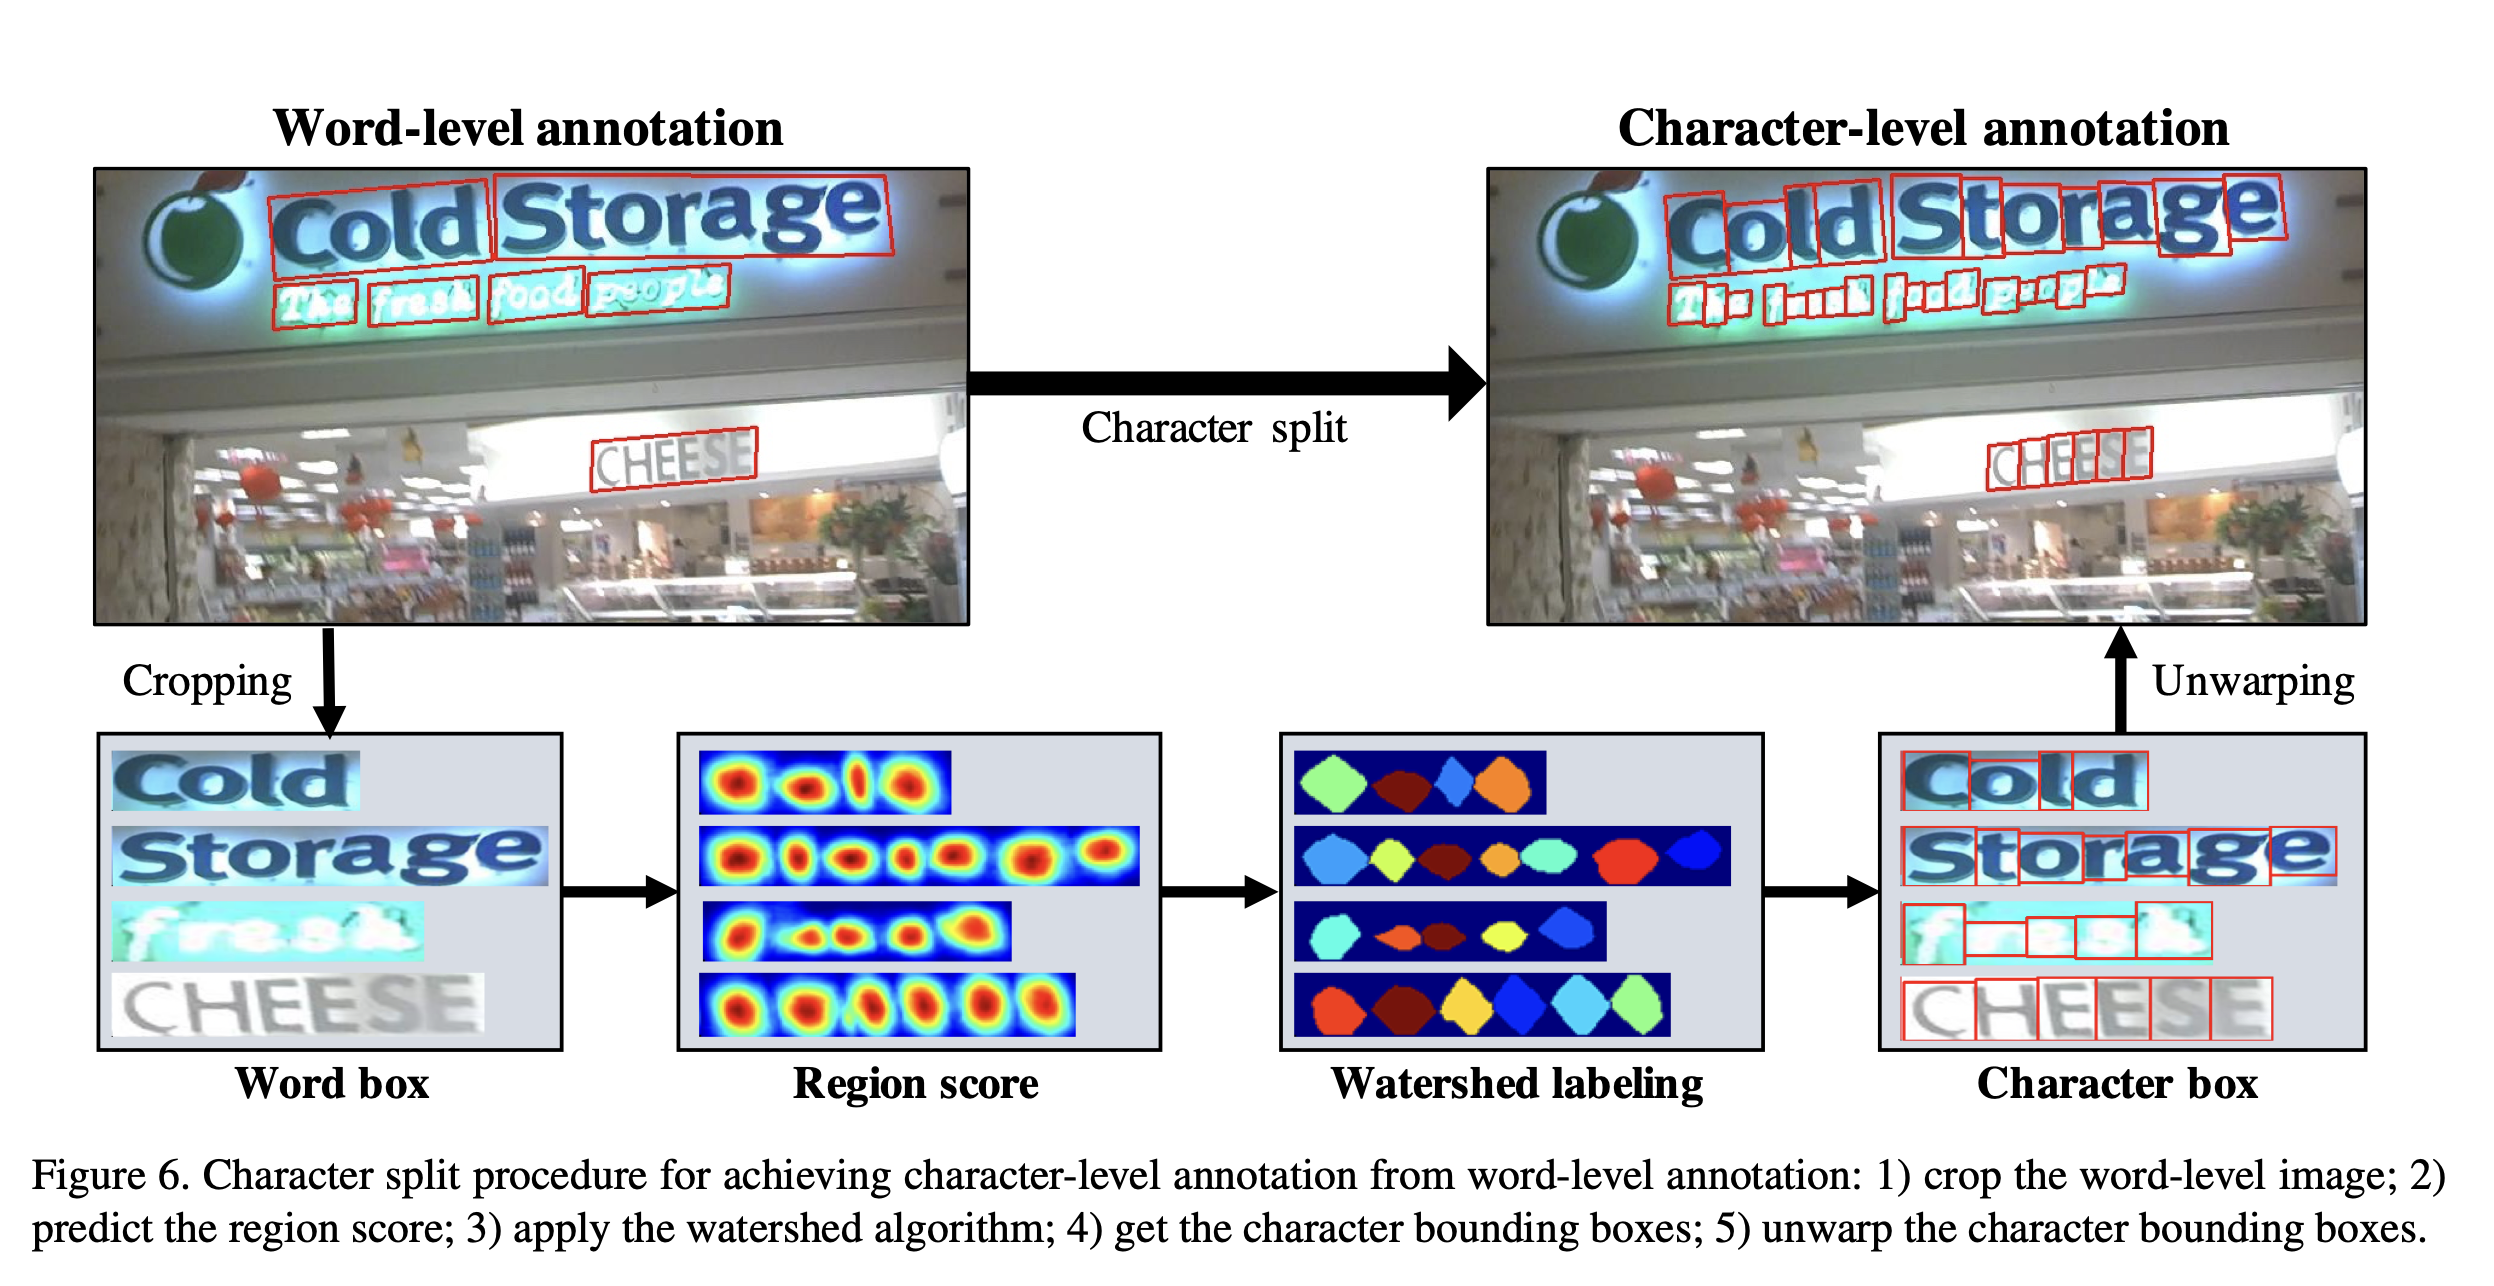 Word-level annotation
Character-level annotation
Cold Storage
The fresh food people
CHEESE
Character split
Cold Storage
The fresh food people
CHEESE
Cropping
Unwarping
Cold
Storage
fresh
CHEESE
Cold
Storage
fresh
CHEESE
Word box
Region score
Watershed labeling
Character box
Figure 6. Character split procedure for achieving character-level annotation from word-level annotation: 1) crop the word-level image; 2)
predict the region score; 3) apply the watershed algorithm; 4) get the character bounding boxes; 5) unwarp the character bounding boxes.